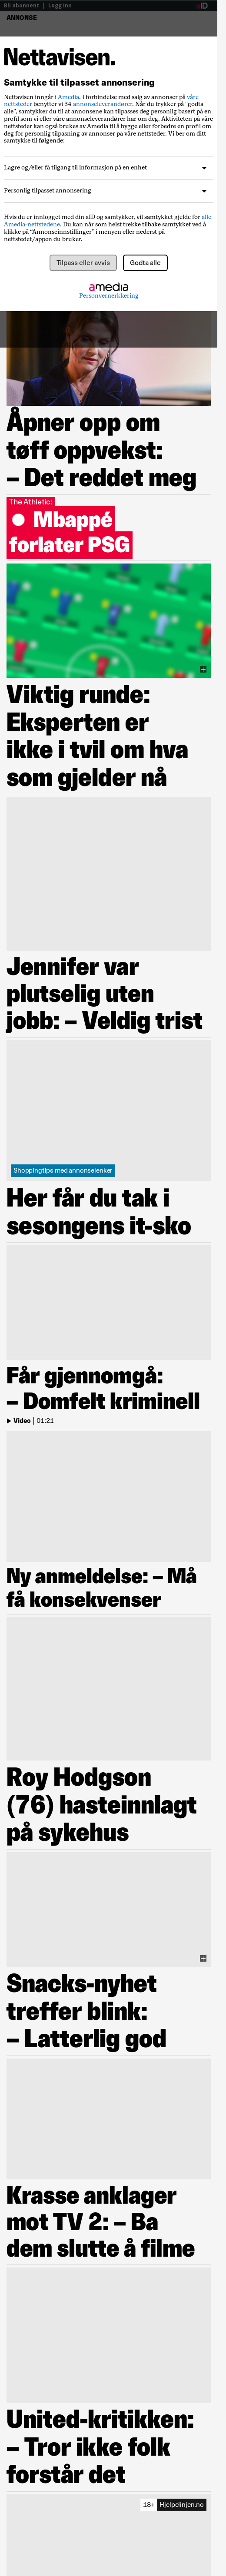 Bli abonnent | Logg inn
aID
ANNONSE
Nettavisen.
Samtykke til tilpasset annonsering
Nettavisen inngår i Amedia. I forbindelse med salg av annonser på våre
nettsteder benytter vi 34 annonseleverandører. Når du trykker på "godta
alle", samtykker du til at annonsene kan tilpasses deg personlig basert på en
profil vi eller våre annonseleverandører har om deg. Aktiviteten på våre
nettsteder kan også brukes av Amedia til å bygge eller forbedre en profil om
deg for personlig tilpasning av annonser på våre nettsteder. Vi ber om ditt
samtykke til følgende:
Lagre og/eller få tilgang til informasjon på en enhet
Personlig tilpasset annonsering
Hvis du er innlogget med din aID og samtykker, vil samtykket gjelde for alle
Amedia-nettstedene. Du kan når som helst trekke tilbake samtykket ved å
klikke på “Annonseinnstillinger” i menyen eller nederst på
nettstedet/appen du bruker.
Tilpass eller avvis
Godta alle
amedia
Personvernerklæring
Åpner opp om
tøff oppvekst:
– Det reddet meg
The Athletic:
Mbappé
forlater PSG
Viktig runde:
Eksperten er
ikke i tvil om hva
som gjelder nå
Jennifer var
plutselig uten
jobb: – Veldig trist
Shoppingtips med annonselenker
Her får du tak i
sesongens it-sko
Får gjennomgå:
– Domfelt kriminell
Video | 01:21
Ny anmeldelse: – Må
få konsekvenser
Roy Hodgson
(76) hasteinnlagt
på sykehus
Snacks-nyhet
treffer blink:
– Latterlig god
Krasse anklager
mot TV 2: – Ba
dem slutte å filme
United-kritikken:
– Tror ikke folk
forstår det
18+ Hjelpelinjen.no